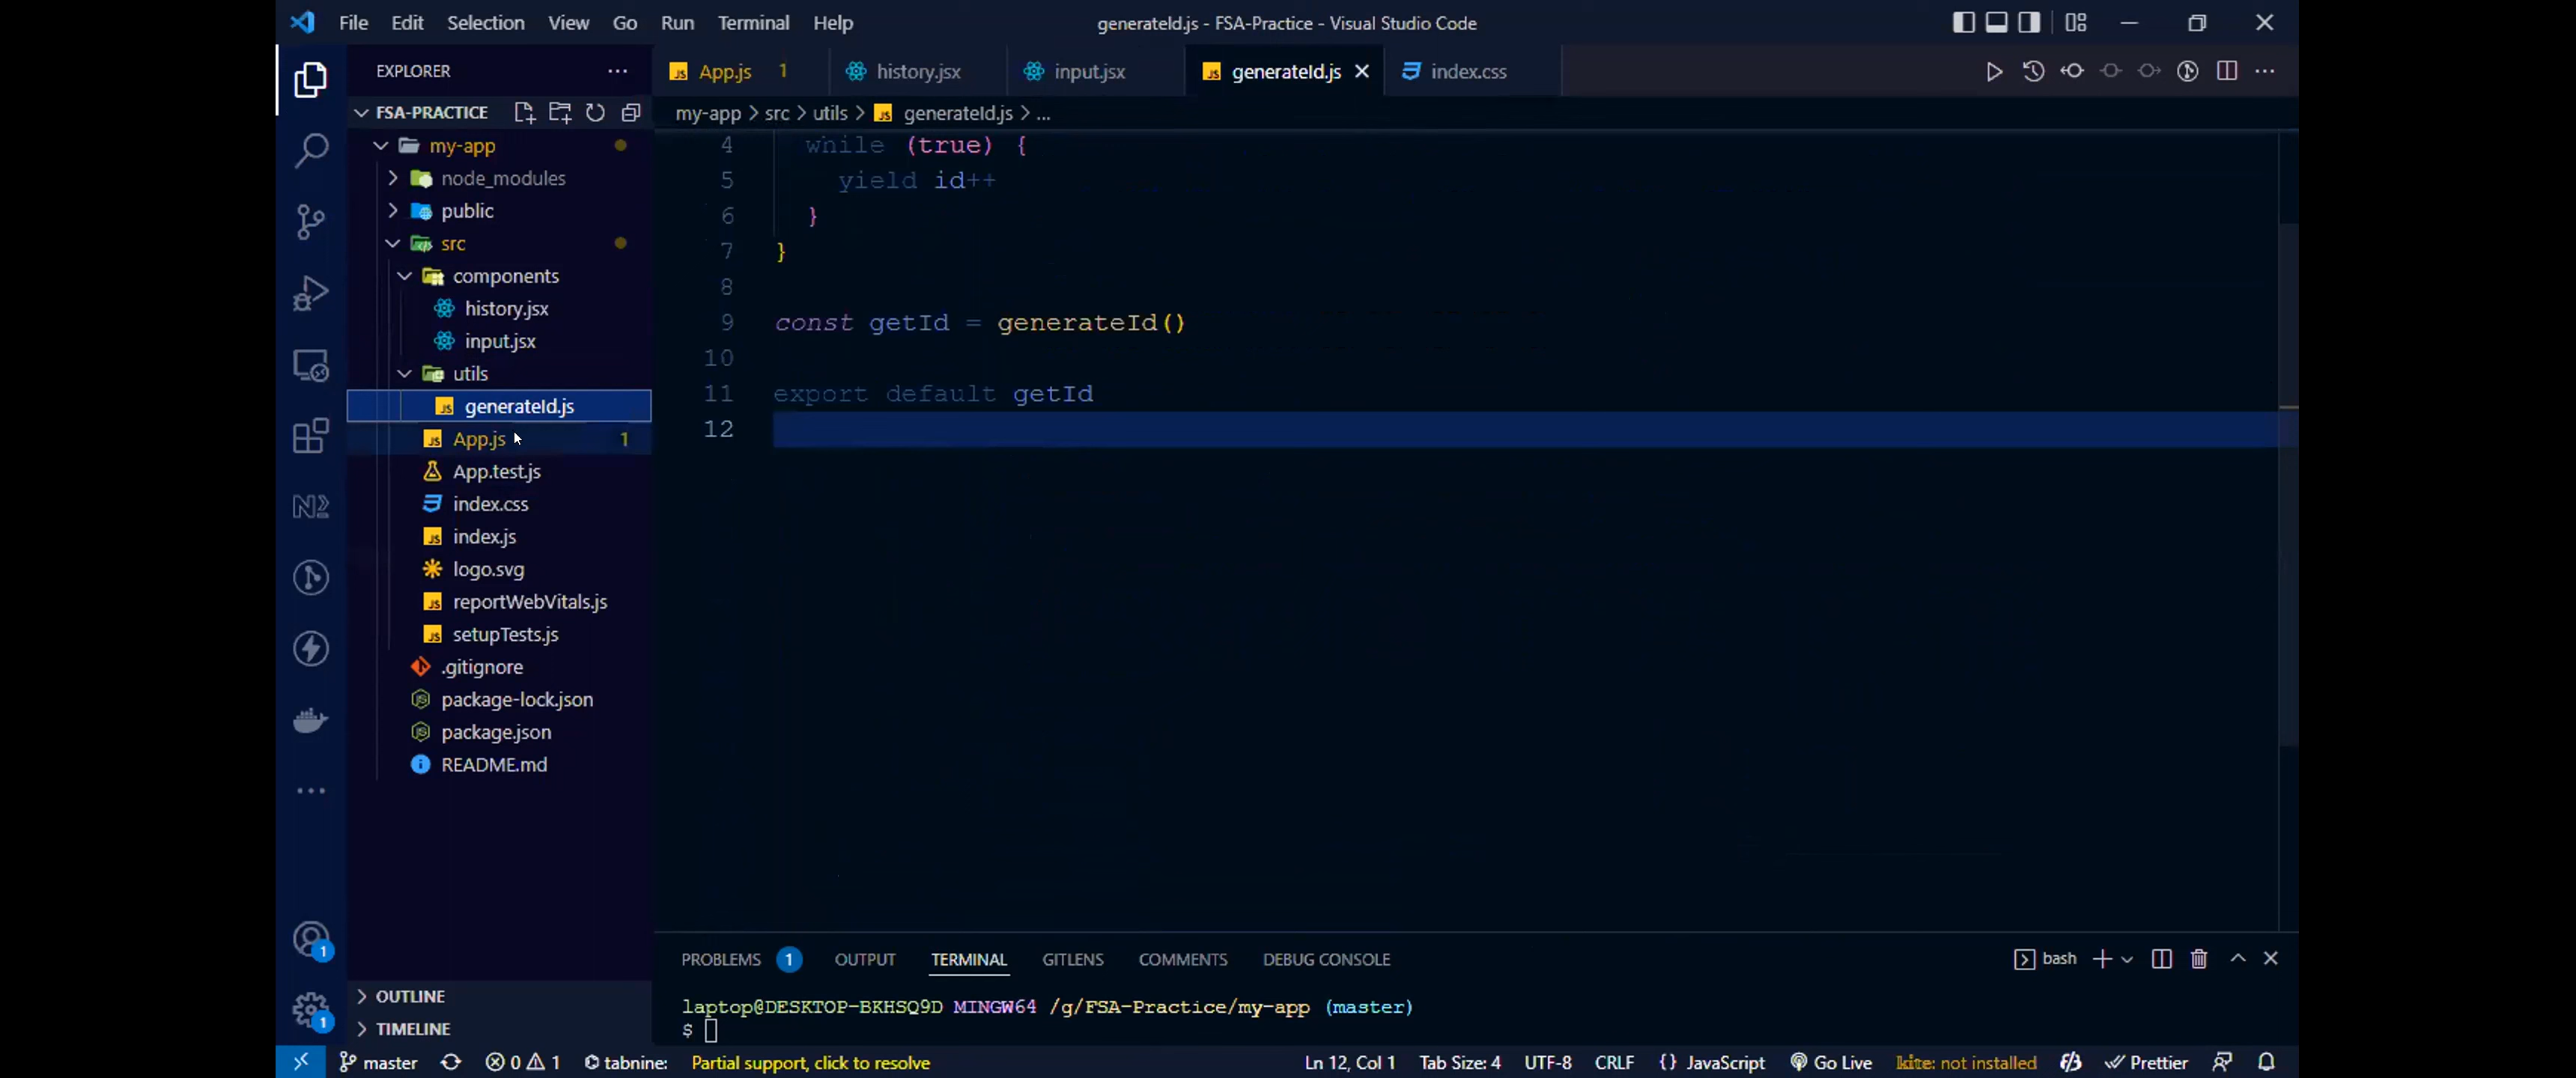 File Edit Selection View Go Run Terminal Help
generateId.js - FSA-Practice - Visual Studio Code
EXPLORER
FSA-PRACTICE
my-app
node_modules
public
src
components
history.jsx
input.jsx
utils
generateId.js
App.js 1
App.test.js
index.css
index.js
logo.svg
reportWebVitals.js
setupTests.js
.gitignore
package-lock.json
package.json
README.md
OUTLINE
TIMELINE
App.js 1 history.jsx input.jsx generateId.js index.css
my-app > src > utils > generateId.js > ...
4 while (true) {
5 yield id++
6 }
7 }
8
9 const getId = generateId()
10
11 export default getId
12
PROBLEMS 1 OUTPUT TERMINAL GITLENS COMMENTS DEBUG CONSOLE
bash
laptop@DESKTOP-BKHSQ9D MINGW64 /g/FSA-Practice/my-app (master)
$
1
1
master 0 1 tabnine: Partial support, click to resolve Ln 12, Col 1 Tab Size: 4 UTF-8 CRLF {} JavaScript Go Live kite: not installed Prettier